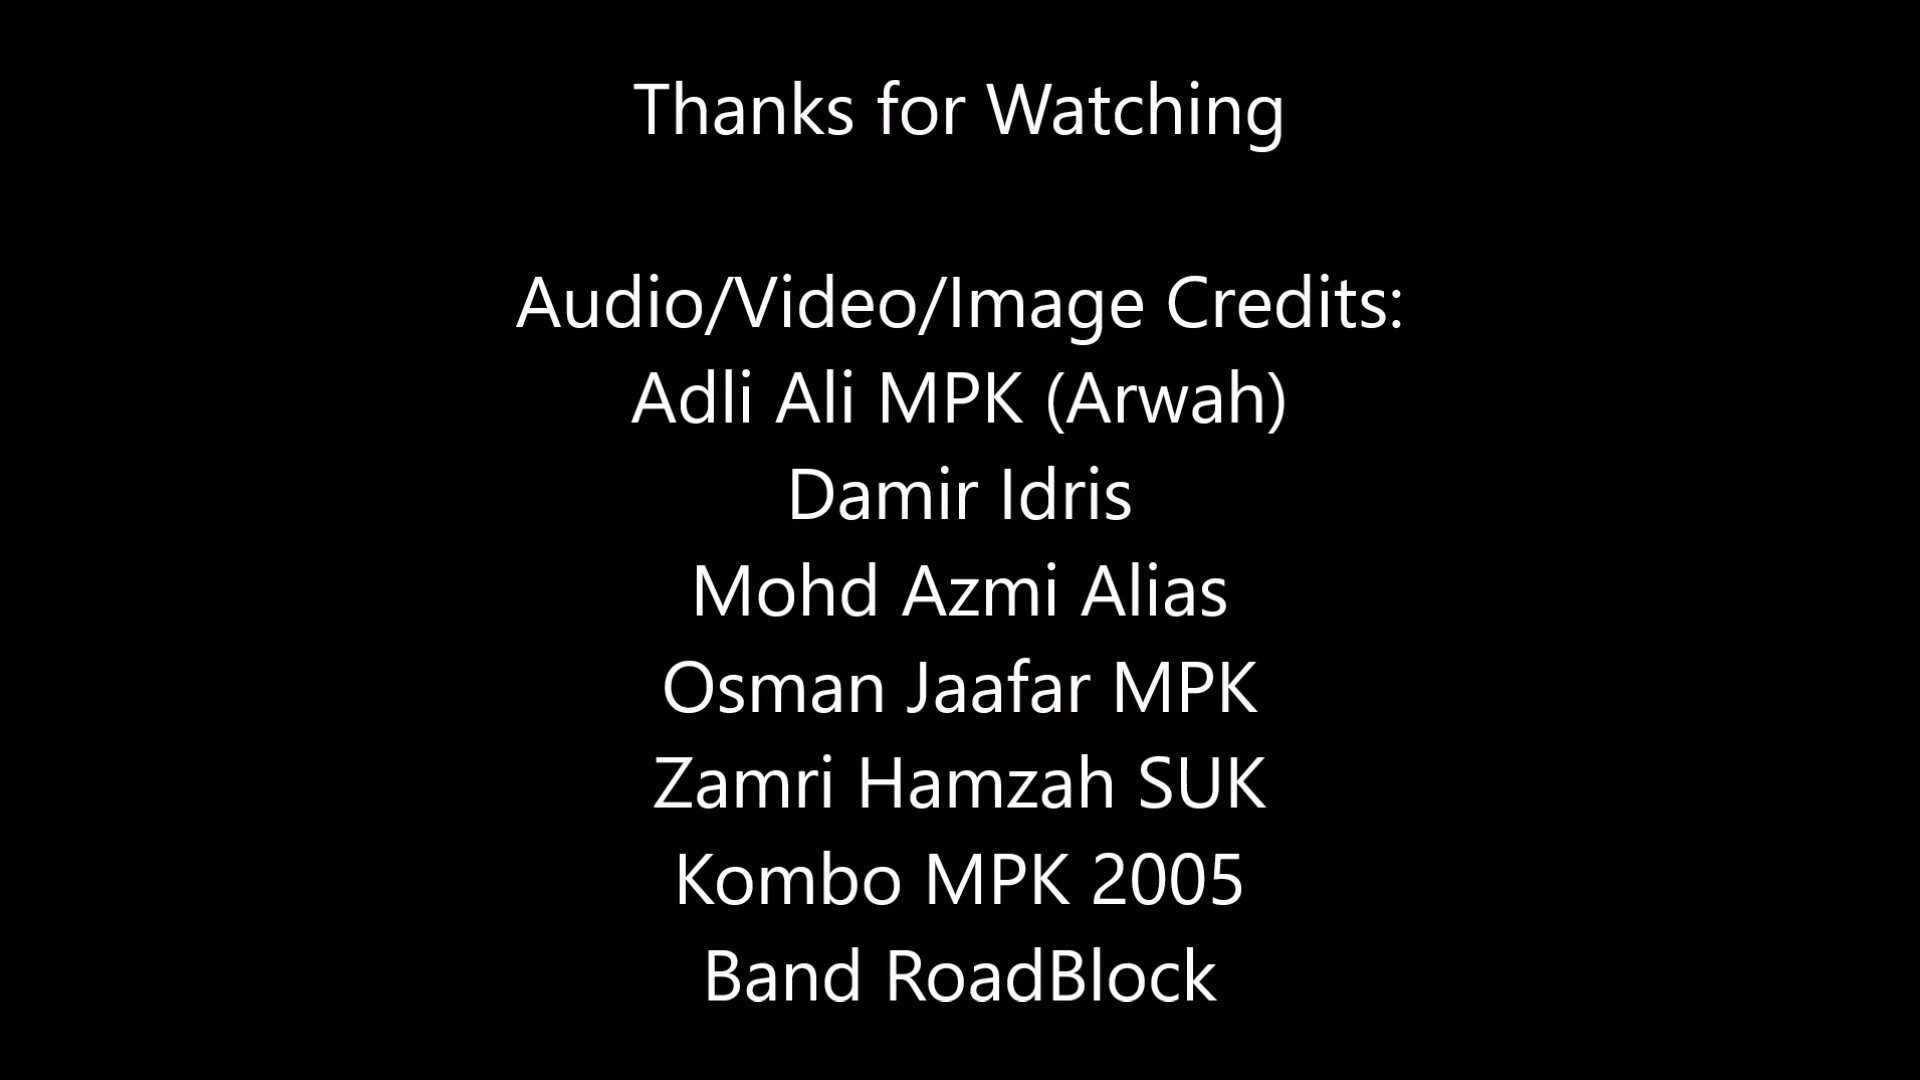 Thanks for Watching
Audio/Video/Image Credits:
Adli Ali MPK (Arwah)
Damir Idris
Mohd Azmi Alias
Osman Jaafar MPK
Zamri Hamzah SUK
Kombo MPK 2005
Band RoadBlock